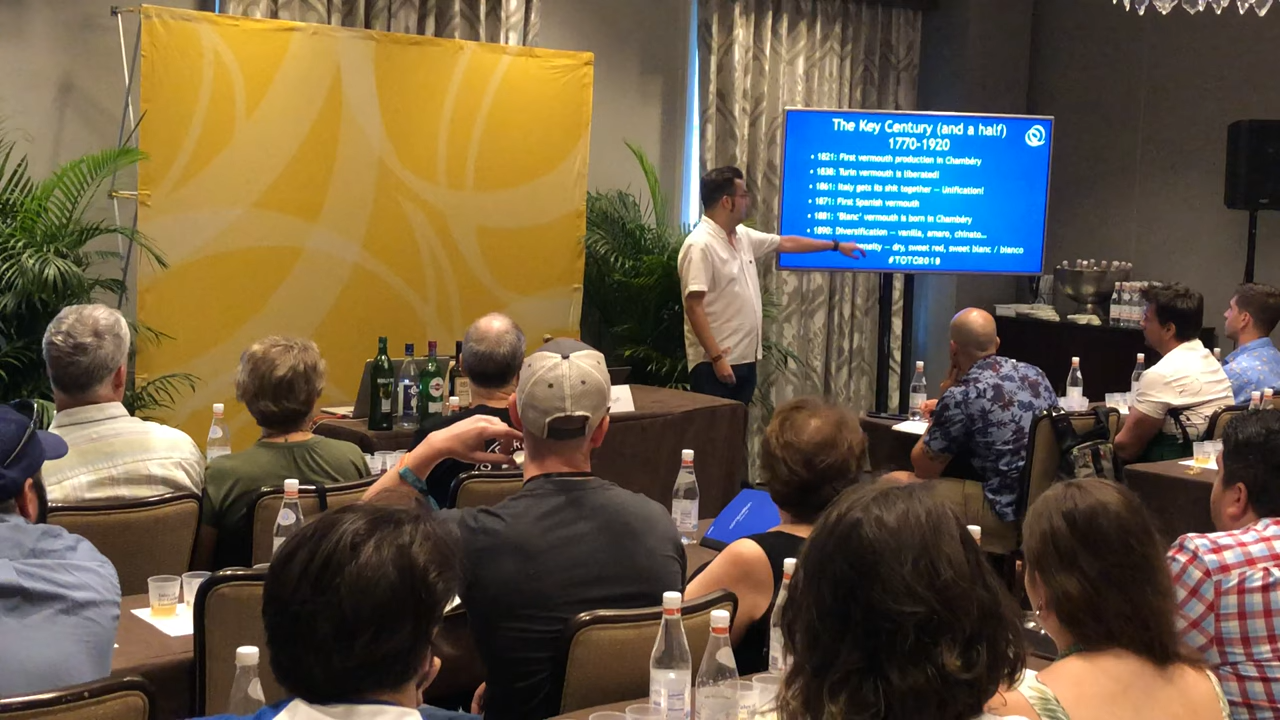 The Key Century (and a half)
1770-1920
• 1821: First vermouth production in Chambéry
• 1838: Turin vermouth is liberated!
• 1861: Italy gets its shit together — Unification!
• 1871: First Spanish vermouth
• 1881: 'Blanc' vermouth is born in Chambéry
• 1890: Diversification — vanilla, amaro, chinato…
— dry, sweet red, sweet blanc / bianco
#TOTC2019